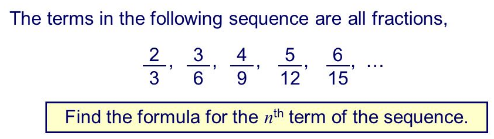 The terms in the following sequence are all fractions,
2/3, 3/6, 4/9, 5/12, 6/15, ...
Find the formula for the nth term of the sequence.